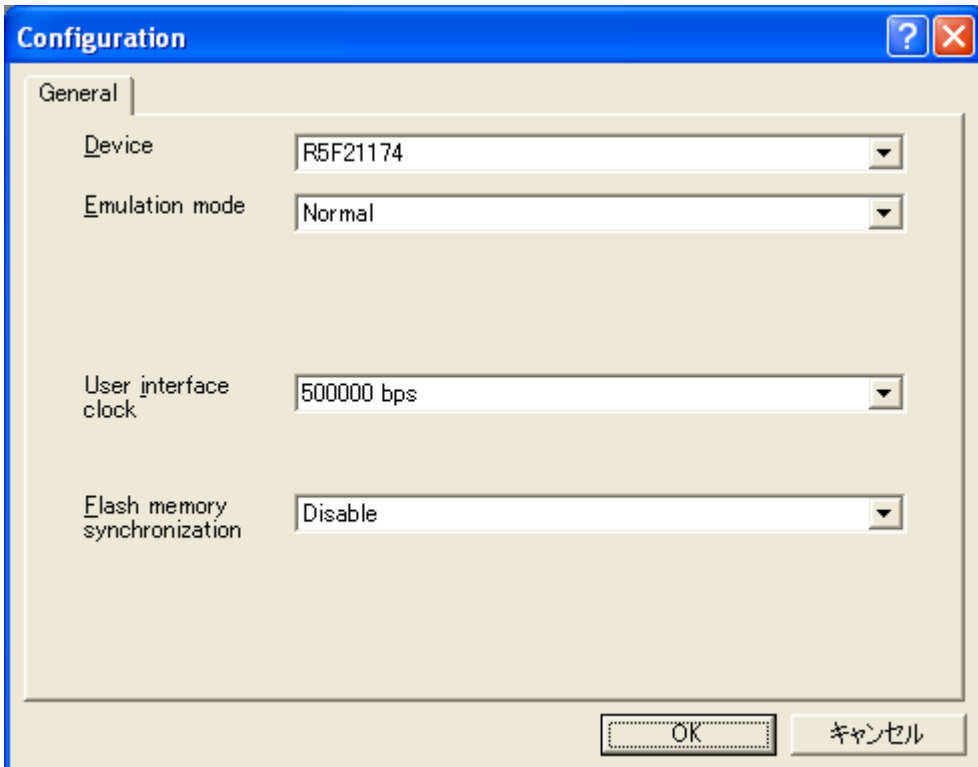 Configuration
General
Device
R5F21174
Emulation mode
Normal
User interface
clock
500000 bps
Flash memory
synchronization
Disable
OK
キャンセル